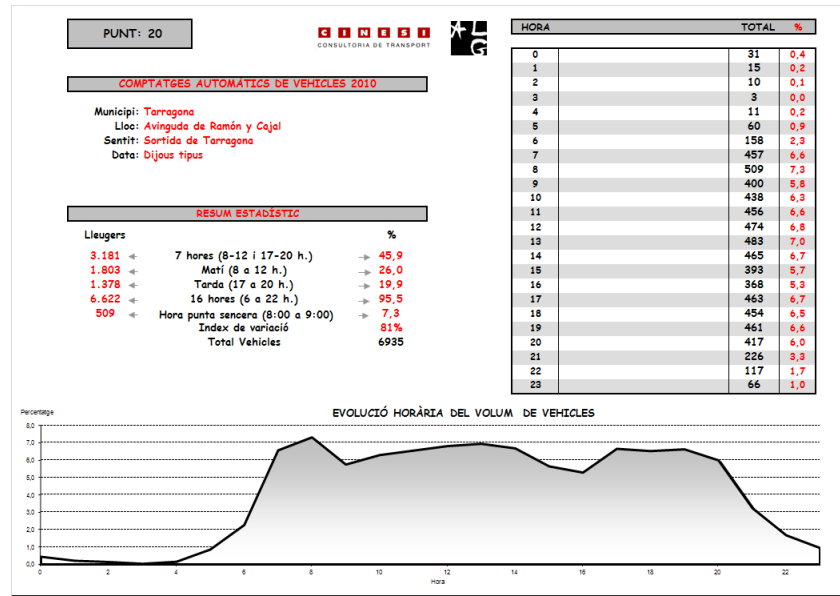 PUNT: 20
CINESI
CONSULTORIA DE TRANSPORT
ALG
COMPTATGES AUTOMÀTICS DE VEHICLES 2010
Municipi: Tarragona
Lloc: Avinguda de Ramón y Cajal
Sentit: Sortida de Tarragona
Data: Dijous tipus
RESUM ESTADÍSTIC
Lleugers %
3.181 7 hores (8-12 i 17-20 h.) 45,9
1.803 Matí (8 a 12 h.) 26,0
1.378 Tarda (17 a 20 h.) 19,9
6.622 16 hores (6 a 22 h.) 95,5
509 Hora punta sencera (8:00 a 9:00) 7,3
Index de variació 81%
Total Vehicles 6935
HORA TOTAL %
0 31 0,4
1 15 0,2
2 10 0,1
3 3 0,0
4 11 0,2
5 60 0,9
6 158 2,3
7 457 6,6
8 509 7,3
9 400 5,8
10 438 6,3
11 456 6,6
12 474 6,8
13 483 7,0
14 465 6,7
15 393 5,7
16 368 5,3
17 463 6,7
18 454 6,5
19 461 6,6
20 417 6,0
21 226 3,3
22 117 1,7
23 66 1,0
Percentatge
EVOLUCIÓ HORÀRIA DEL VOLUM DE VEHICLES
8,0
7,0
6,0
5,0
4,0
3,0
2,0
1,0
0,0
0 2 4 6 8 10 12 14 16 18 20 22
Hora